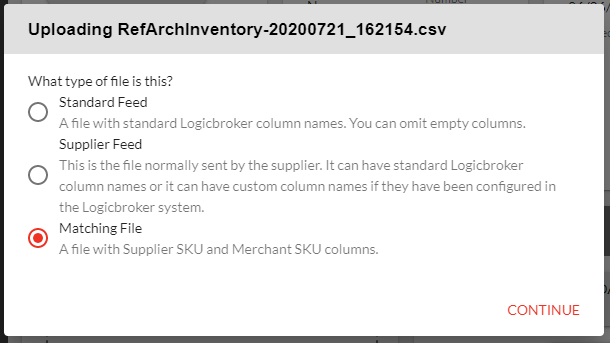 Uploading RefArchInventory-20200721_162154.csv
What type of file is this?
Standard Feed
A file with standard Logicbroker column names. You can omit empty columns.
Supplier Feed
This is the file normally sent by the supplier. It can have standard Logicbroker
column names or it can have custom column names if they have been configured in
the Logicbroker system.
Matching File
A file with Supplier SKU and Merchant SKU columns.
CONTINUE